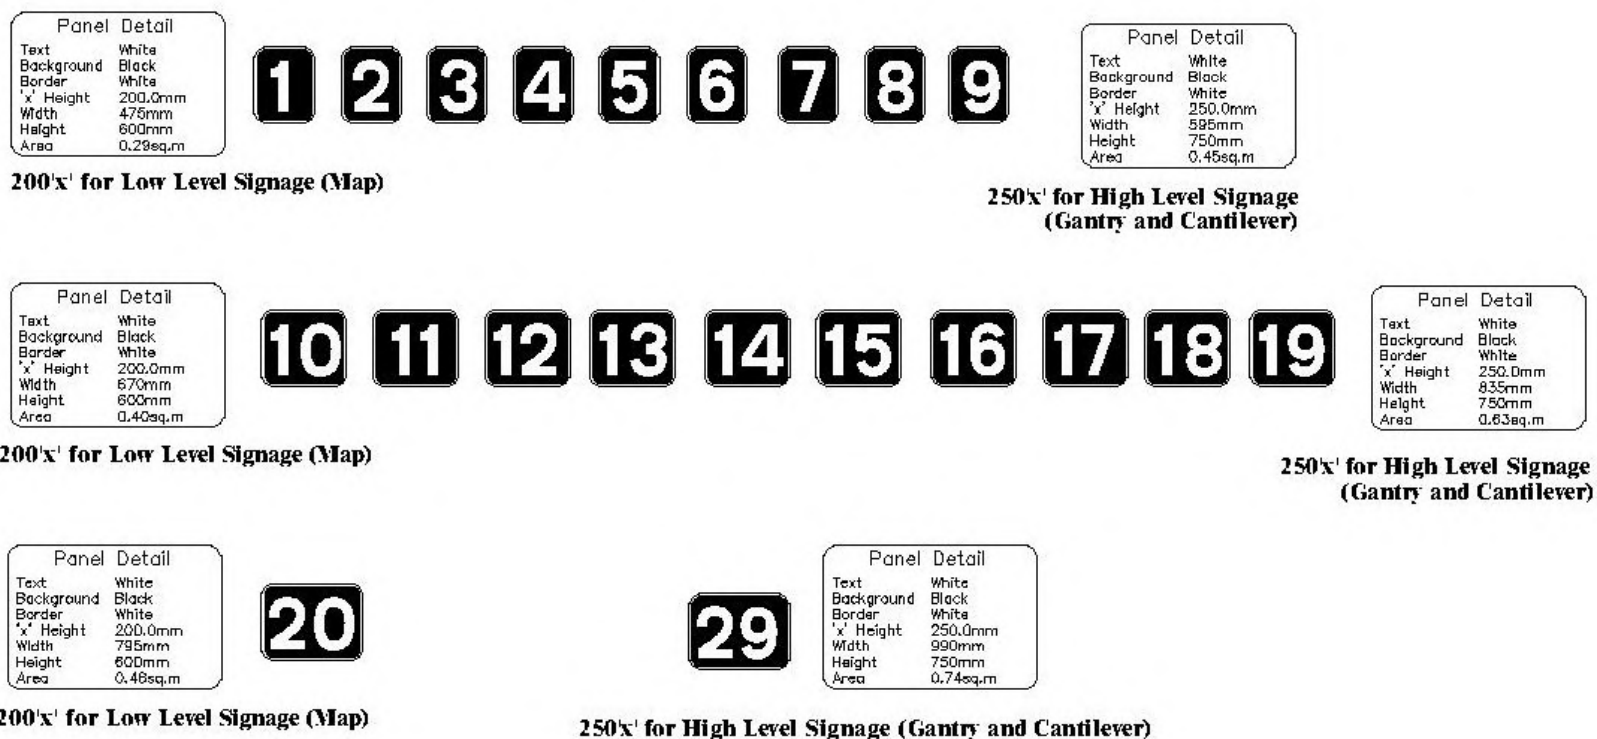 Panel Detail
Text White
Background Black
Border White
'x' Height 200.0mm
Width 475mm
Height 600mm
Area 0.29sq.m
1 2 3 4 5 6 7 8 9
Panel Detail
Text White
Background Black
Border White
'x' Height 250.0mm
Width 595mm
Height 750mm
Area 0.45sq.m
200'x' for Low Level Signage (Map)
250'x' for High Level Signage
(Gantry and Cantilever)
Panel Detail
Text White
Background Black
Border White
'x' Height 200.0mm
Width 670mm
Height 600mm
Area 0.40sq.m
10 11 12 13 14 15 16 17 18 19
Panel Detail
Text White
Background Black
Border White
'x' Height 250.0mm
Width 835mm
Height 750mm
Area 0.63sq.m
200'x' for Low Level Signage (Map)
250'x' for High Level Signage
(Gantry and Cantilever)
Panel Detail
Text White
Background Black
Border White
'x' Height 200.0mm
Width 795mm
Height 600mm
Area 0.46sq.m
20
29
Panel Detail
Text White
Background Black
Border White
'x' Height 250.0mm
Width 990mm
Height 750mm
Area 0.74sq.m
200'x' for Low Level Signage (Map)
250'x' for High Level Signage (Gantry and Cantilever)